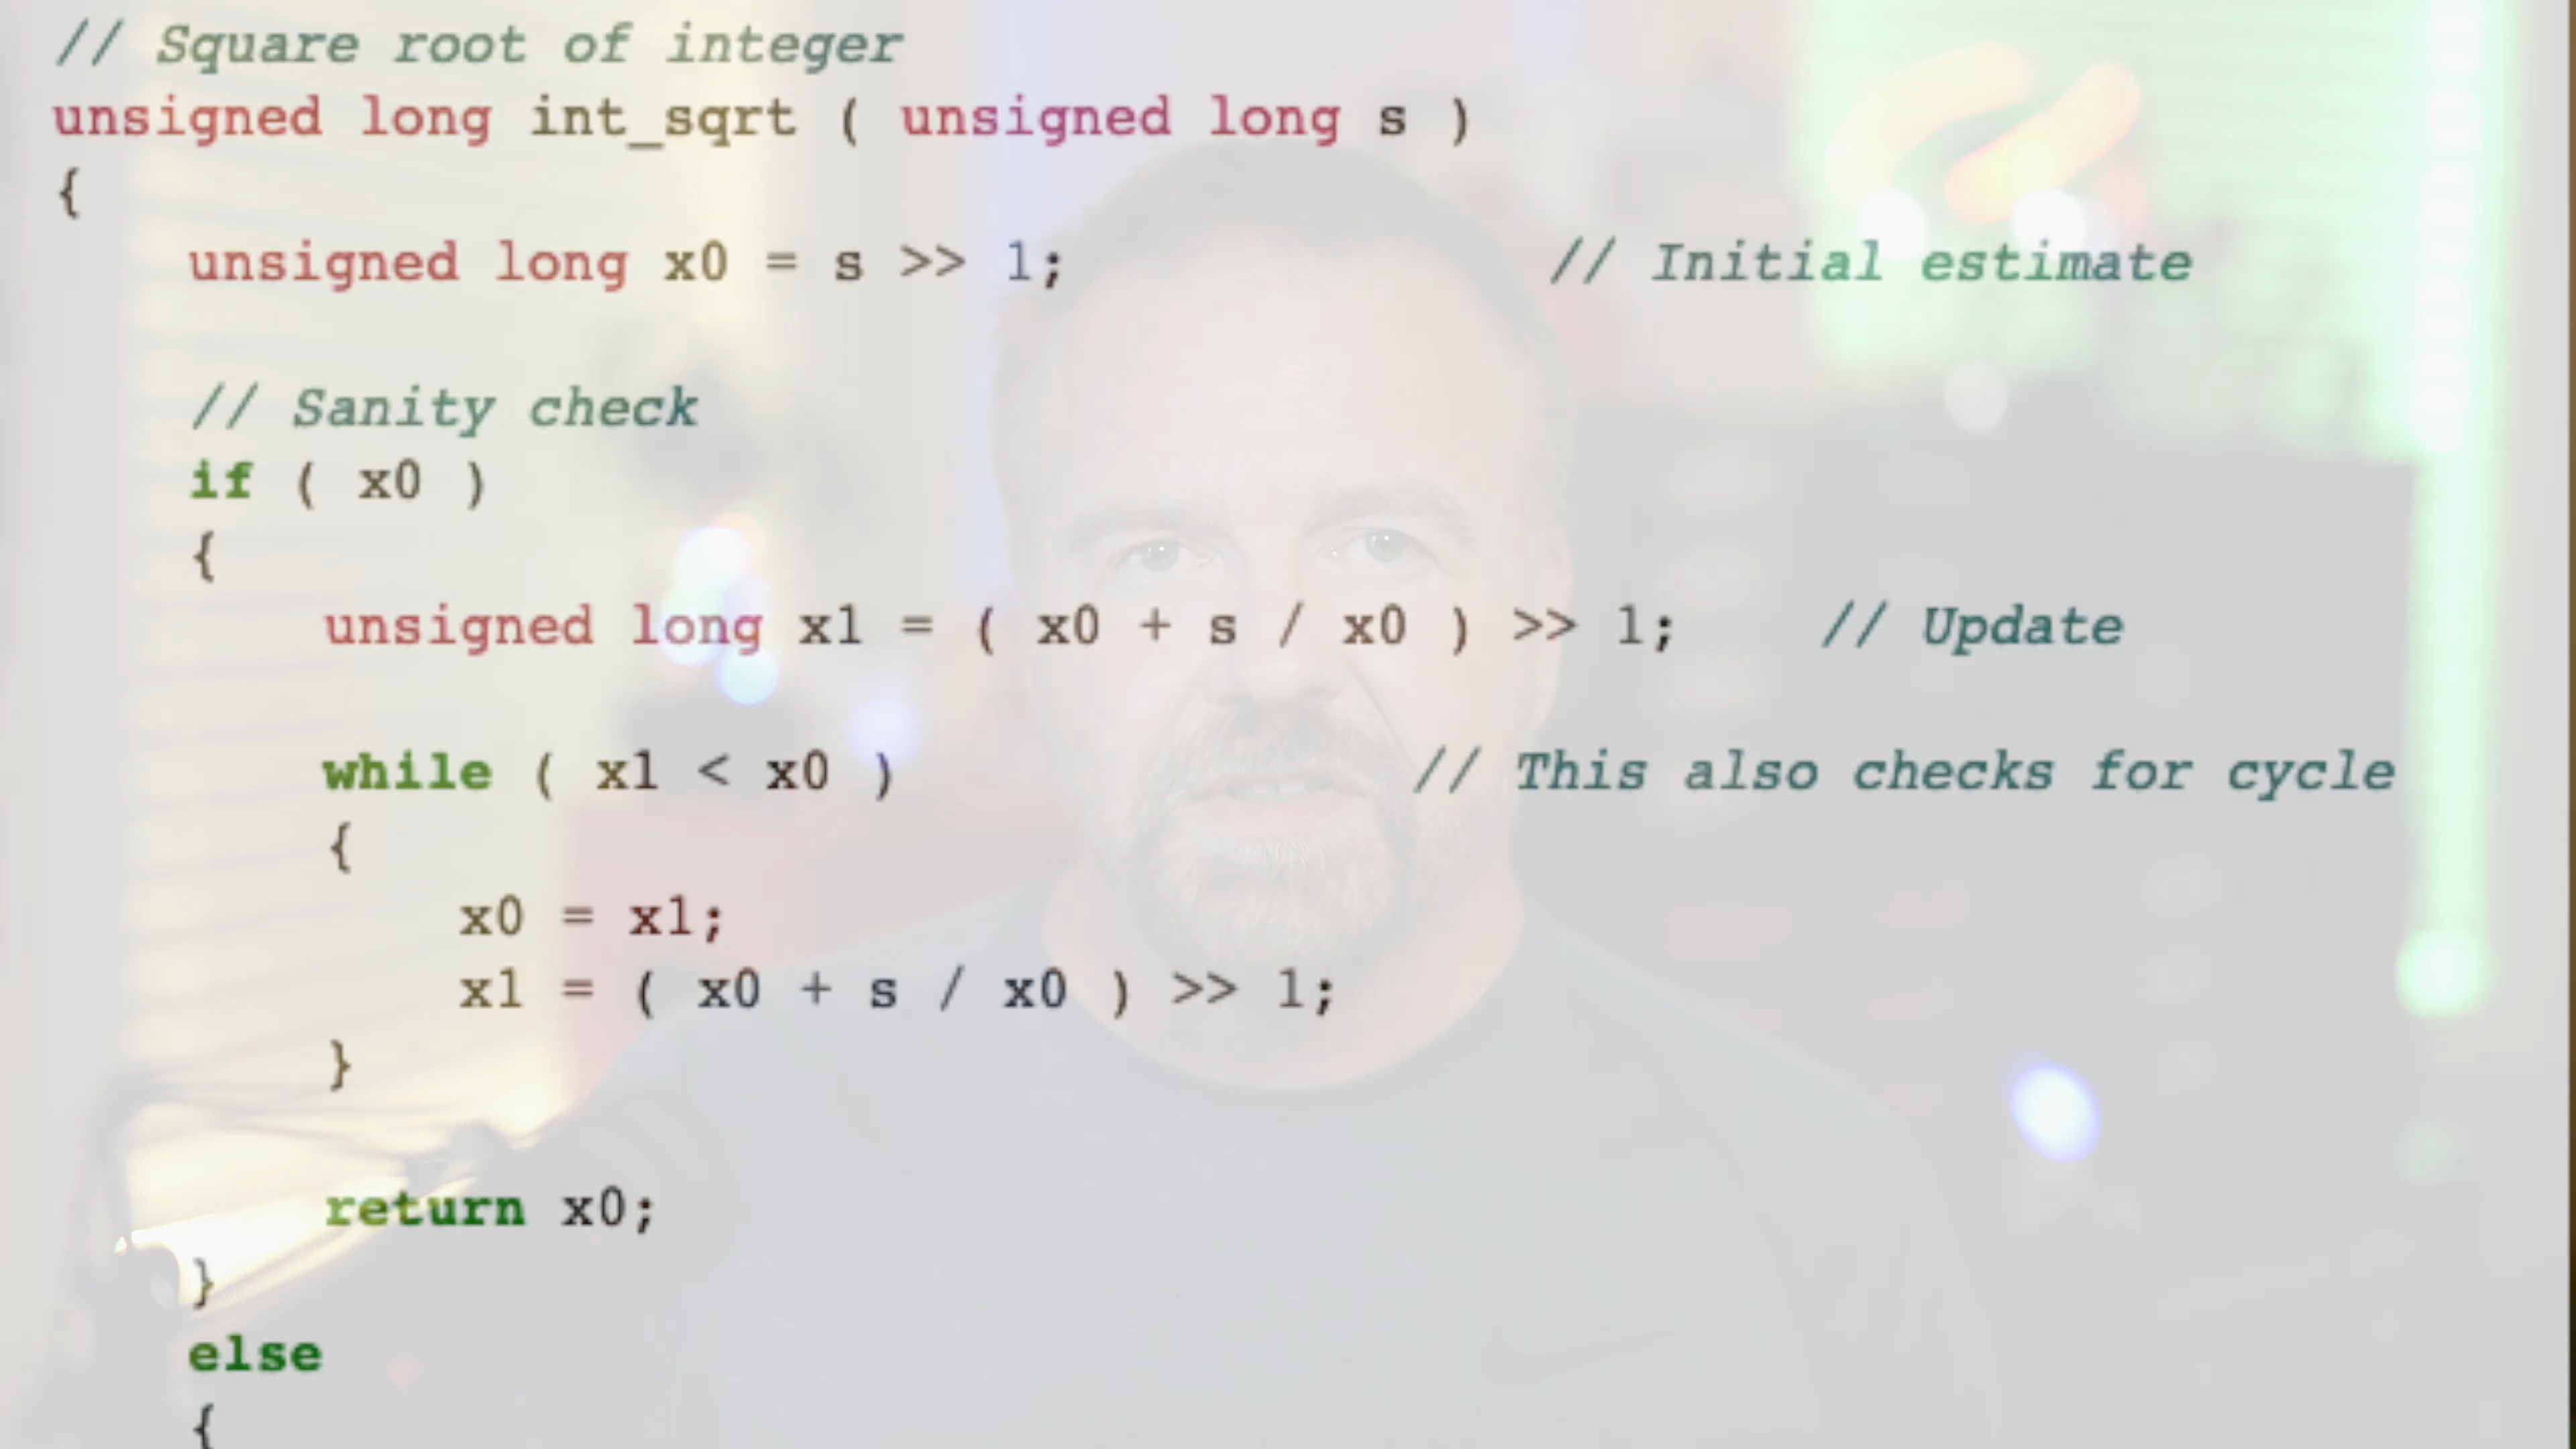 // Square root of integer
unsigned long int_sqrt ( unsigned long s )
{
unsigned long x0 = s >> 1; // Initial estimate
// Sanity check
if ( x0 )
{
unsigned long x1 = ( x0 + s / x0 ) >> 1; // Update
while ( x1 < x0 ) // This also checks for cycle
{
x0 = x1;
x1 = ( x0 + s / x0 ) >> 1;
}
return x0;
}
else
{